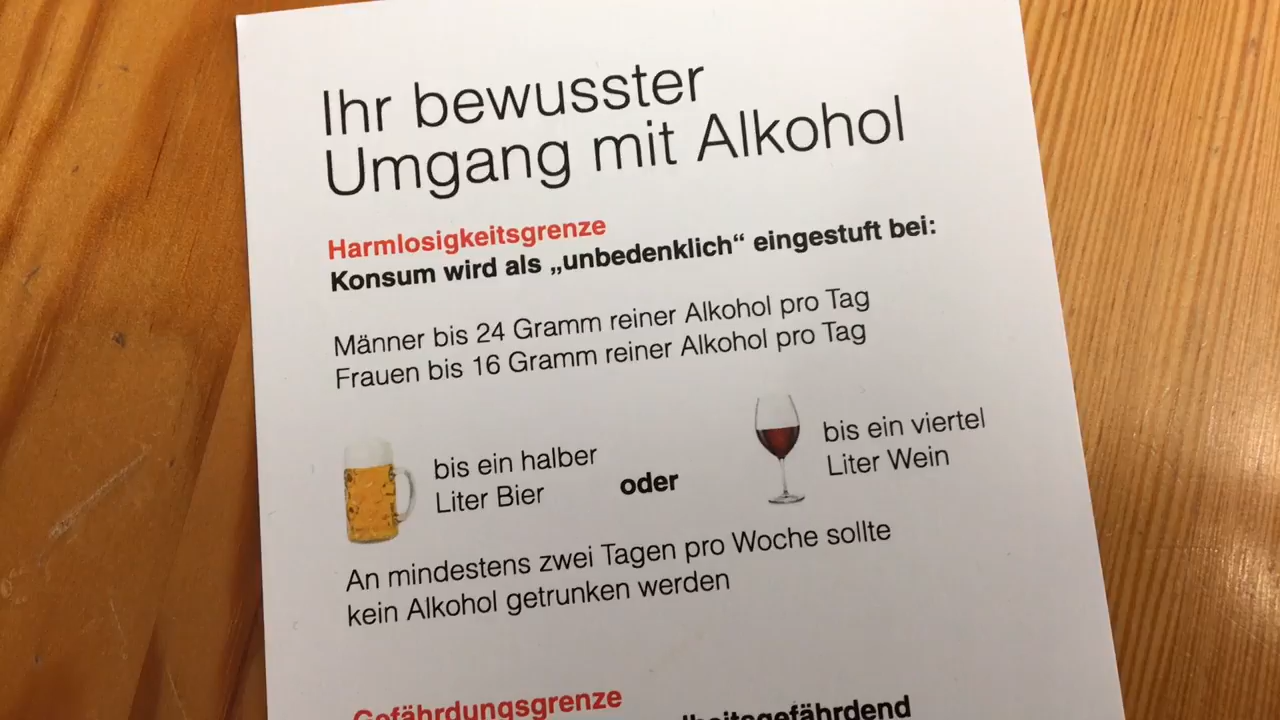 Ihr bewusster
Umgang mit Alkohol
Harmlosigkeitsgrenze
Konsum wird als „unbedenklich“ eingestuft bei:
Männer bis 24 Gramm reiner Alkohol pro Tag
Frauen bis 16 Gramm reiner Alkohol pro Tag
bis ein halber
Liter Bier
oder
bis ein viertel
Liter Wein
An mindestens zwei Tagen pro Woche sollte
kein Alkohol getrunken werden
Gefährdungsgrenze